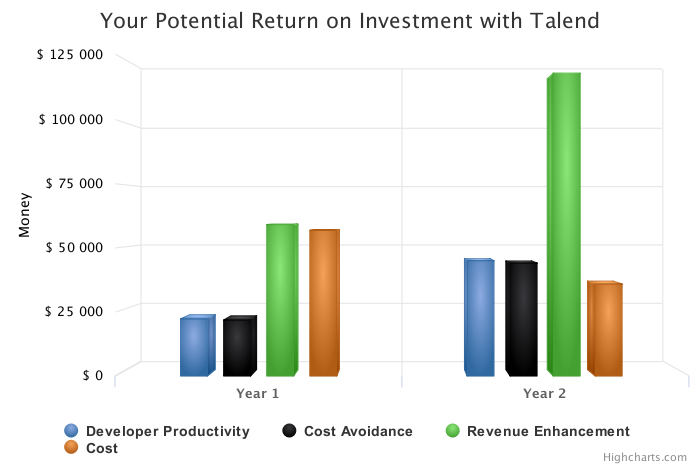 Your Potential Return on Investment with Talend
$ 125 000
$ 100 000
$ 75 000
$ 50 000
$ 25 000
$ 0
Money
Year 1
Year 2
Developer Productivity
Cost Avoidance
Revenue Enhancement
Cost
Highcharts.com